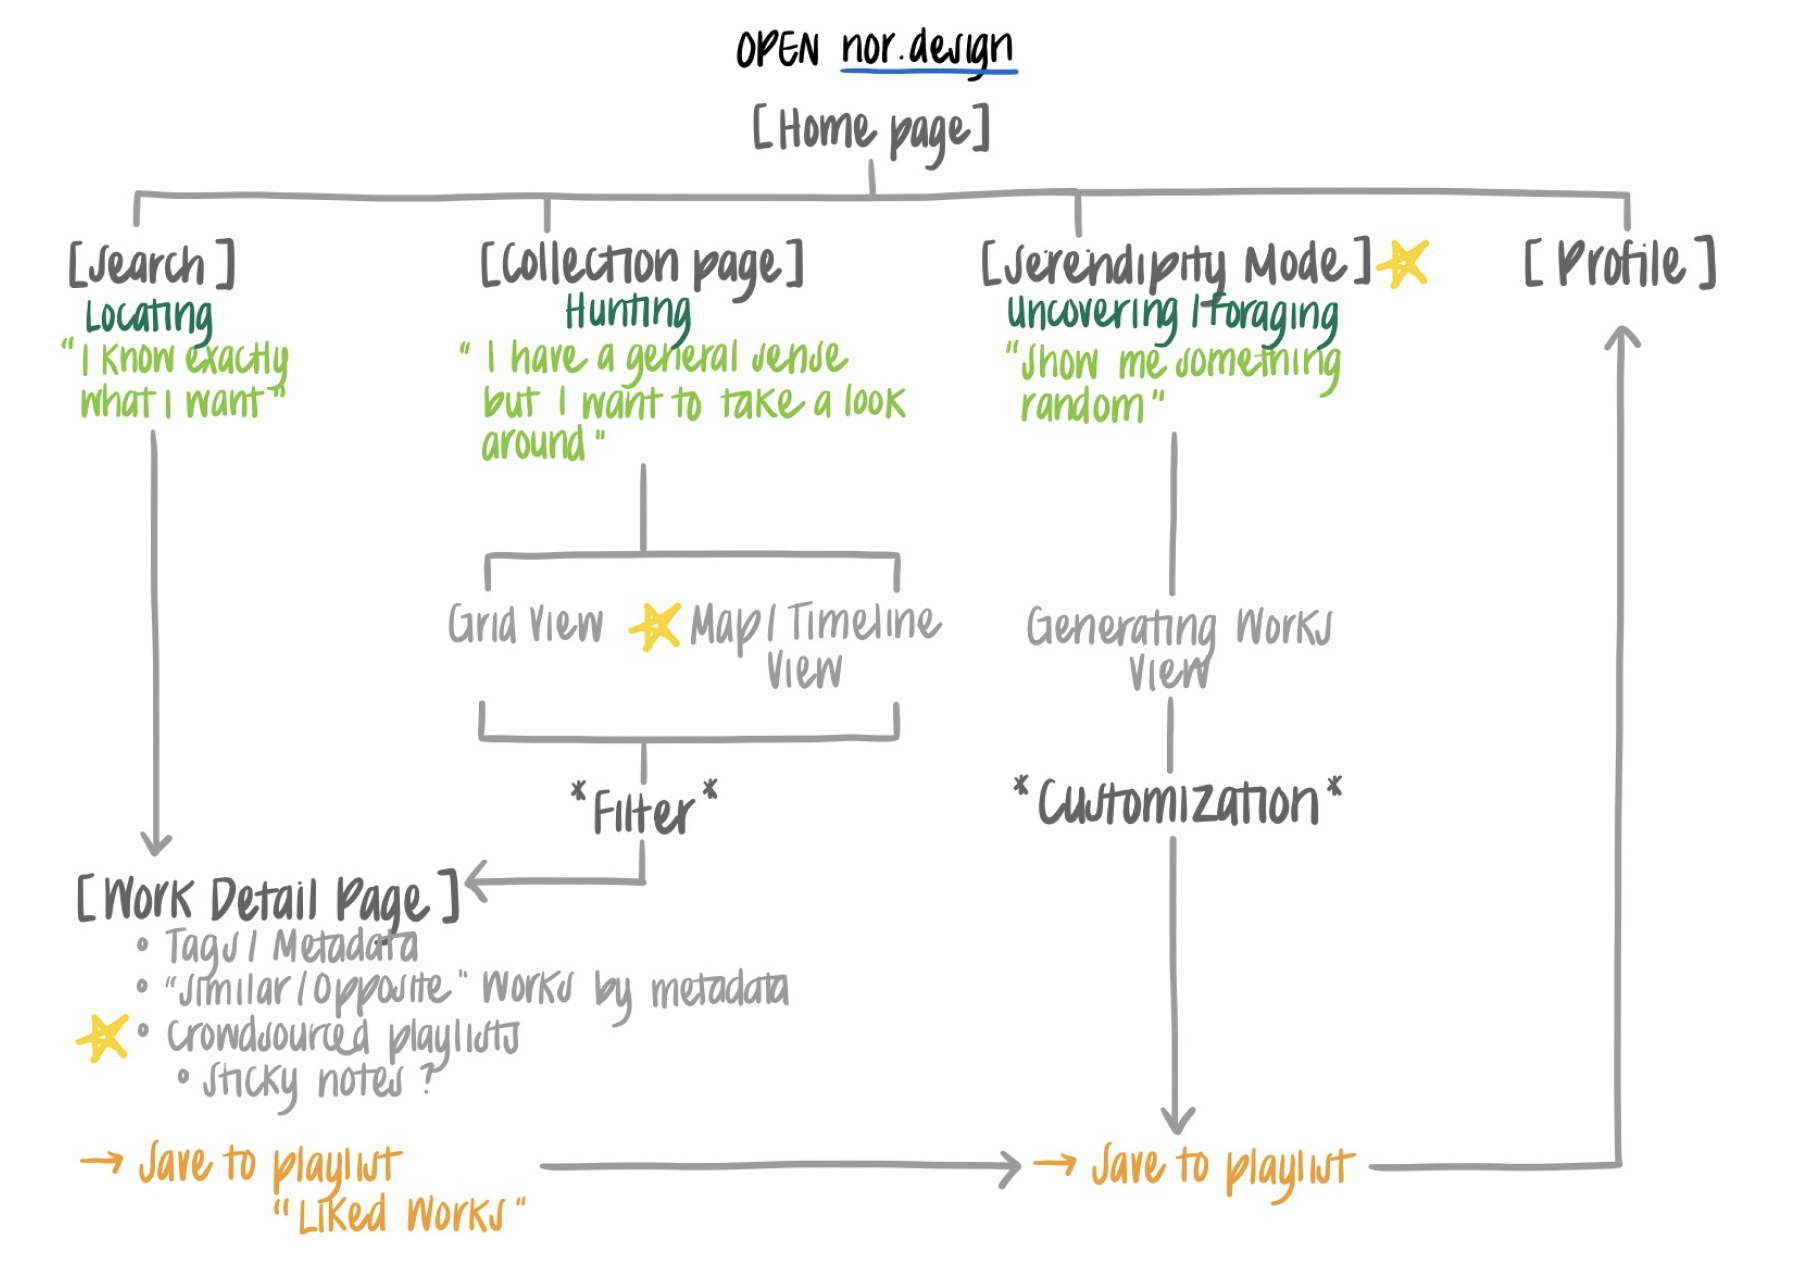 OPEN nor.design
[Home page]
[Search]
Locating
"I know exactly
what I want"
[Collection page]
Hunting
"I have a general sense
but I want to take a look
around"
[Serendipity Mode]
Uncovering/foraging
"Show me something
random"
[Profile]
Grid View
Map/Timeline
View
Generating Works
View
*Filter*
*Customization*
[Work Detail Page]
Tags/Metadata
"Similar/Opposite" Works by metadata
Crowdsourced playlists
Sticky notes?
→ Save to playlist
"Liked Works"
→ Save to playlist